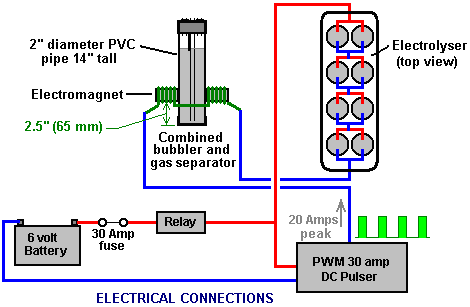 2" diameter PVC
pipe 14" tall
Electromagnet
2.5" (65 mm)
Combined
bubbler and
gas separator
Electrolyser
(top view)
20 Amps
peak
6 volt
Battery
30 Amp
fuse
Relay
PWM 30 amp
DC Pulser
ELECTRICAL CONNECTIONS